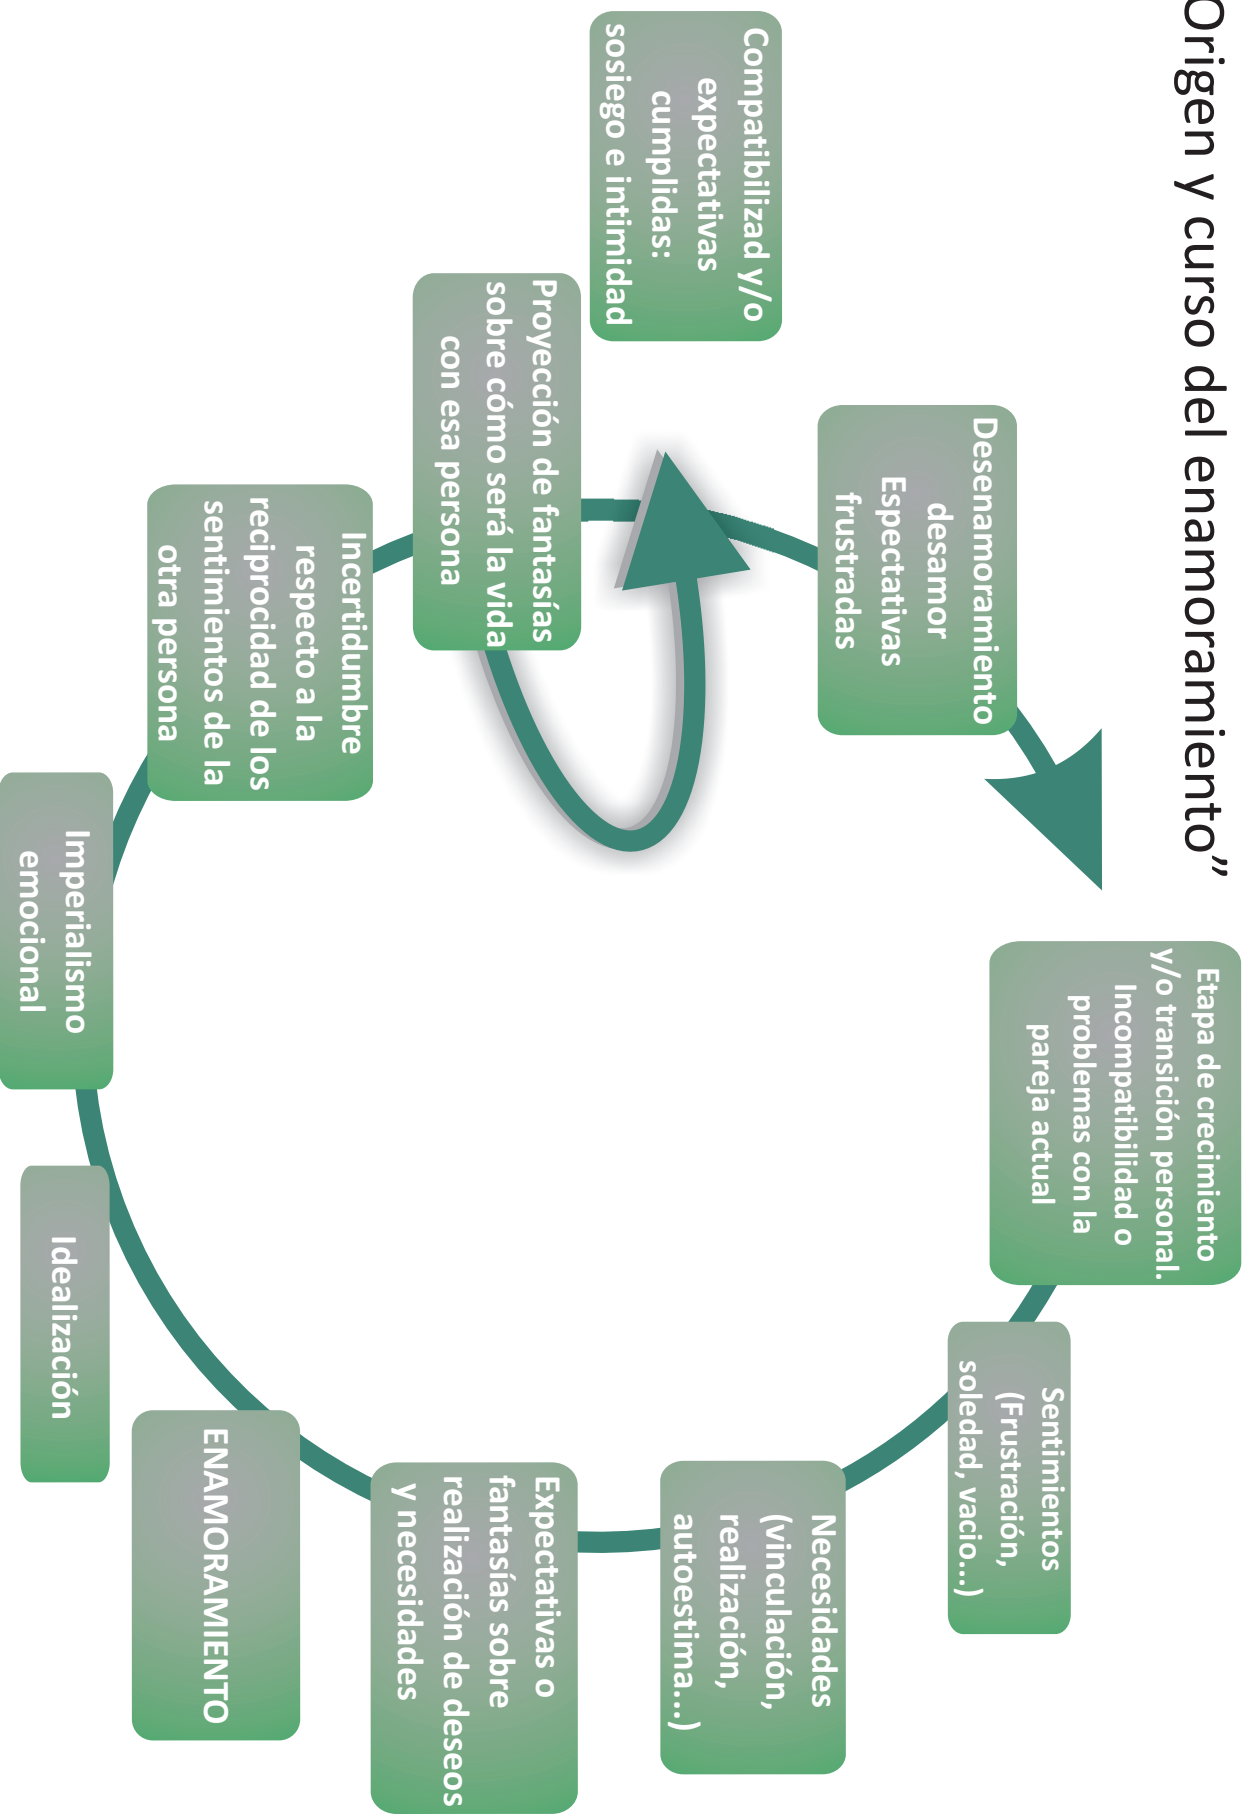 Origen y curso del enamoramiento”
Etapa de crecimiento
y/o transición personal.
Incompatibilidad o
problemas con la
pareja actual
Sentimientos
(Frustración,
soledad, vacio...)
Necesidades
(vinculación,
realización,
autoestima...)
Expectativas o
fantasías sobre
realización de deseos
y necesidades
ENAMORAMIENTO
Idealización
Imperialismo
emocional
Incertidumbre
respecto a la
reciprocidad de los
sentimientos de la
otra persona
Proyección de fantasías
sobre cómo será la vida
con esa persona
Compatibilizad y/o
expectativas
cumplidas:
sosiego e intimidad
Desenamoramiento
desamor
Espectativas
frustradas